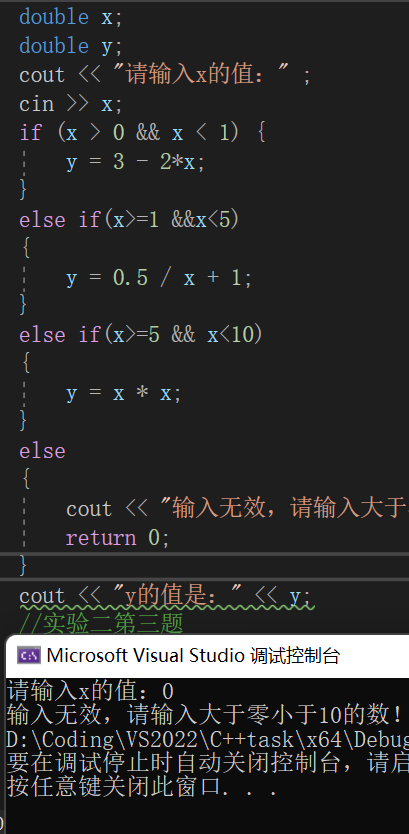 double x;
double y;
cout << "请输入x的值：" ;
cin >> x;
if (x > 0 && x < 1) {
y = 3 - 2*x;
}
else if(x>=1 &&x<5)
{
y = 0.5 / x + 1;
}
else if(x>=5 && x<10)
{
y = x * x;
}
else
{
cout << "输入无效，请输入大于
return 0;
}
cout << "y的值是：" << y;
//实验二第三题
C:\ Microsoft Visual Studio 调试控制台
请输入x的值：0
输入无效，请输入大于零小于10的数！
D:\Coding\VS2022\C++task\x64\Debug
要在调试停止时自动关闭控制台，请启
按任意键关闭此窗口. . .